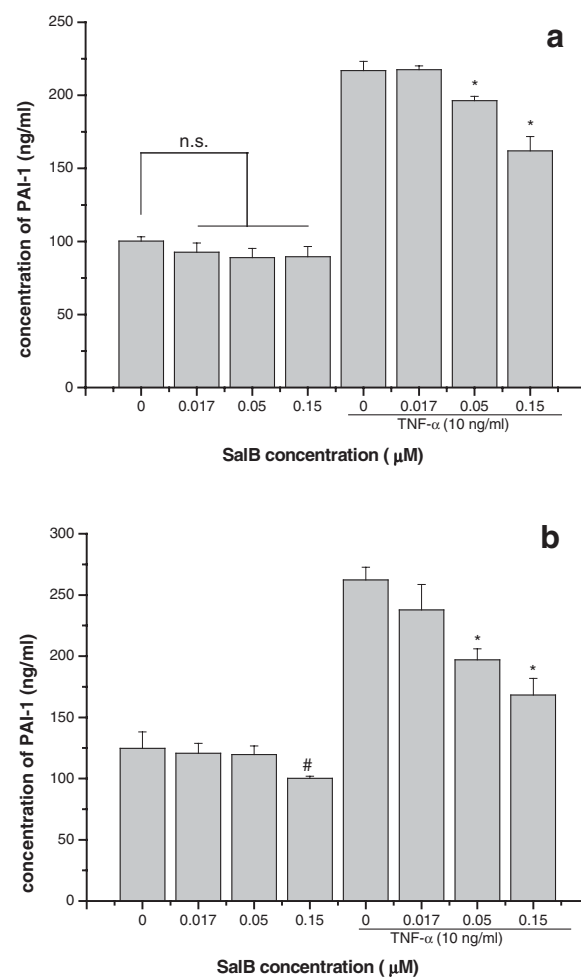 a
250
200
150
100
50
0
concentration of PAI-1 (ng/ml)
n.s.
*
*
0 0.017 0.05 0.15 0 0.017 0.05 0.15
TNF-α (10 ng/ml)
SalB concentration ( μM)
b
300
250
200
150
100
50
0
concentration of PAI-1 (ng/ml)
#
*
*
0 0.017 0.05 0.15 0 0.017 0.05 0.15
TNF-α (10 ng/ml)
SalB concentration ( μM)